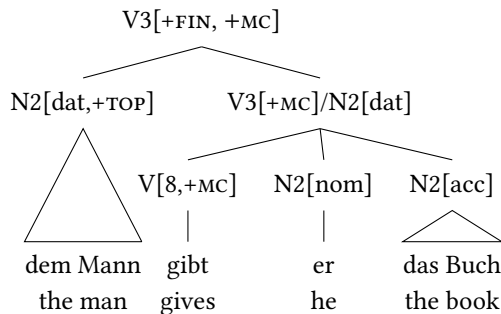 V3[+FIN, +MC]
N2[dat,+TOP] V3[+MC]/N2[dat]
V[8,+MC] N2[nom] N2[acc]
dem Mann gibt er das Buch
the man gives he the book